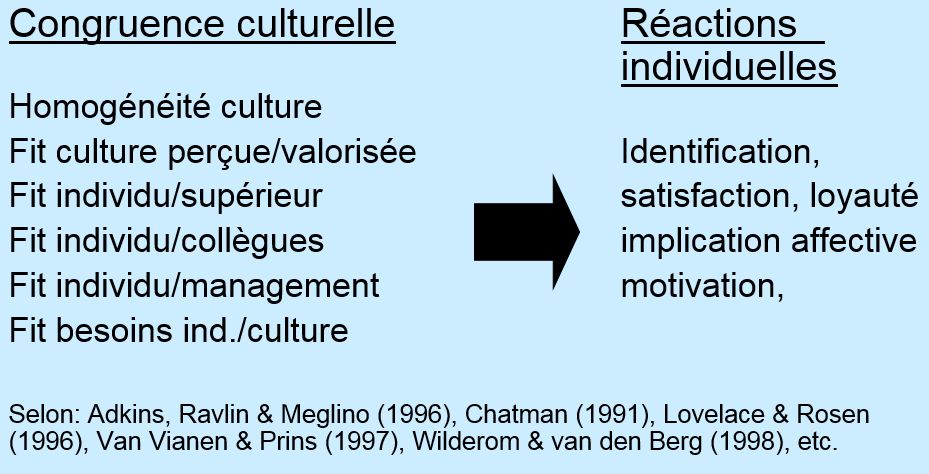 Congruence culturelle
Homogénéité culture
Fit culture perçue/valorisée
Fit individu/supérieur
Fit individu/collègues
Fit individu/management
Fit besoins ind./culture
Réactions
individuelles
Identification,
satisfaction, loyauté
implication affective
motivation,
Selon: Adkins, Ravlin & Meglino (1996), Chatman (1991), Lovelace & Rosen
(1996), Van Vianen & Prins (1997), Wilderom & van den Berg (1998), etc.